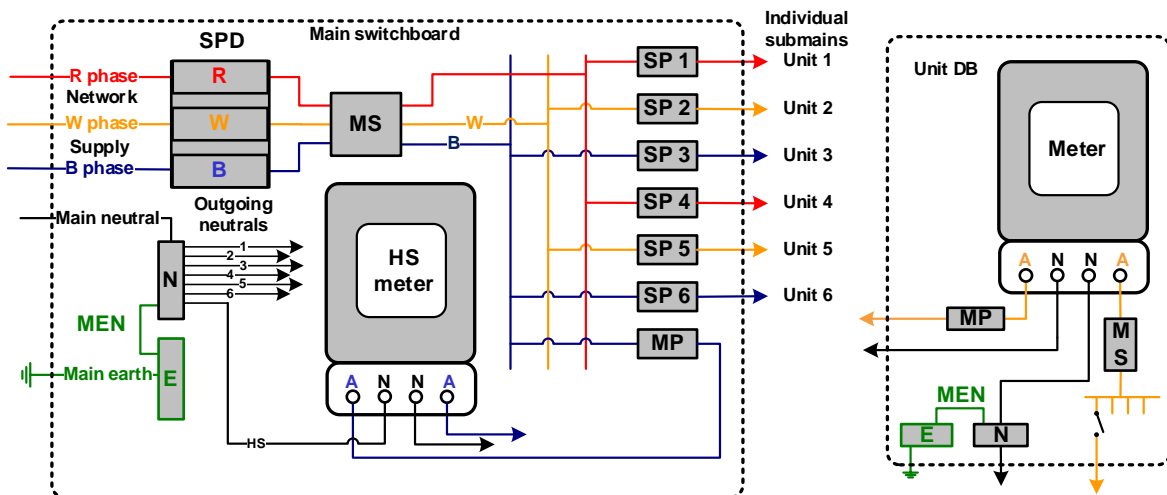 Main switchboard
SPD
Individual
submains
R phase
R
Network
W phase
W
Supply
B phase
B
MS
W
B
SP 1
Unit 1
SP 2
Unit 2
SP 3
Unit 3
SP 4
Unit 4
SP 5
Unit 5
SP 6
Unit 6
MP
Main neutral
Outgoing
neutrals
N
1
2
3
4
5
6
MEN
Main earth
E
HS
HS
meter
A N N A
Unit DB
Meter
A N N A
MP
M
S
MEN
E
N